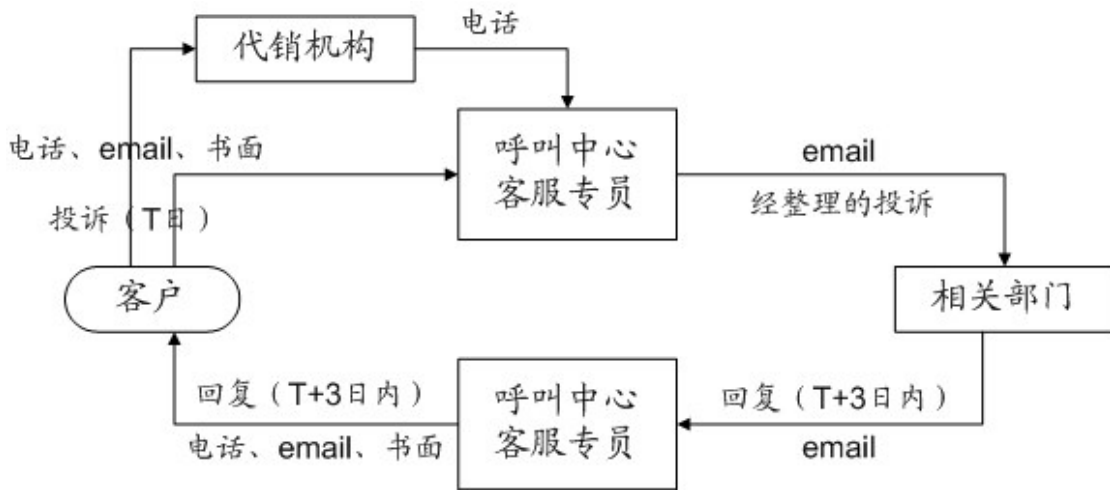 电话
代销机构
呼叫中心
客服专员
电话、email、书面
email
投诉（T日）
经整理的投诉
客户
相关部门
回复（T+3日内）
呼叫中心
客服专员
回复（T+3日内）
电话、email、书面
email